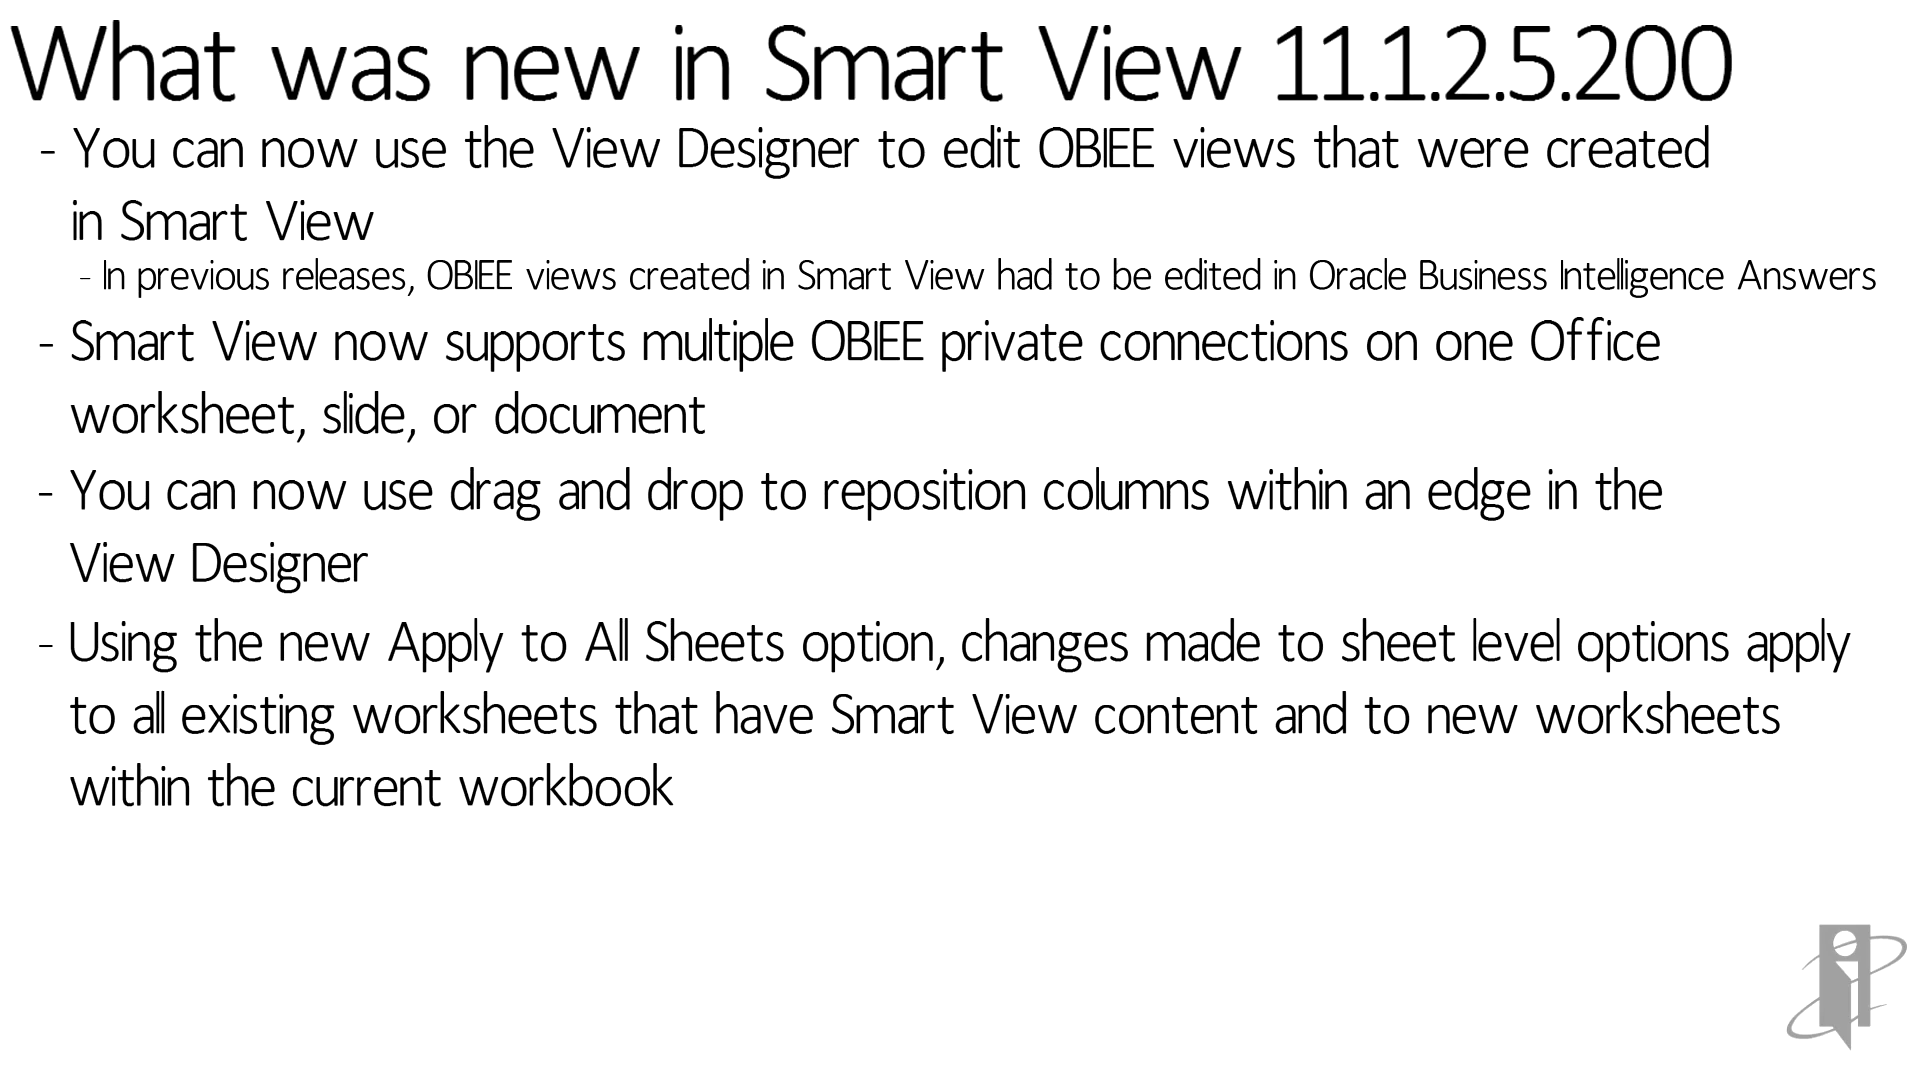 What was new in Smart View 11.1.2.5.200
- You can now use the View Designer to edit OBIEE views that were created
in Smart View
- In previous releases, OBIEE views created in Smart View had to be edited in Oracle Business Intelligence Answers
- Smart View now supports multiple OBIEE private connections on one Office
worksheet, slide, or document
- You can now use drag and drop to reposition columns within an edge in the
View Designer
- Using the new Apply to All Sheets option, changes made to sheet level options apply
to all existing worksheets that have Smart View content and to new worksheets
within the current workbook